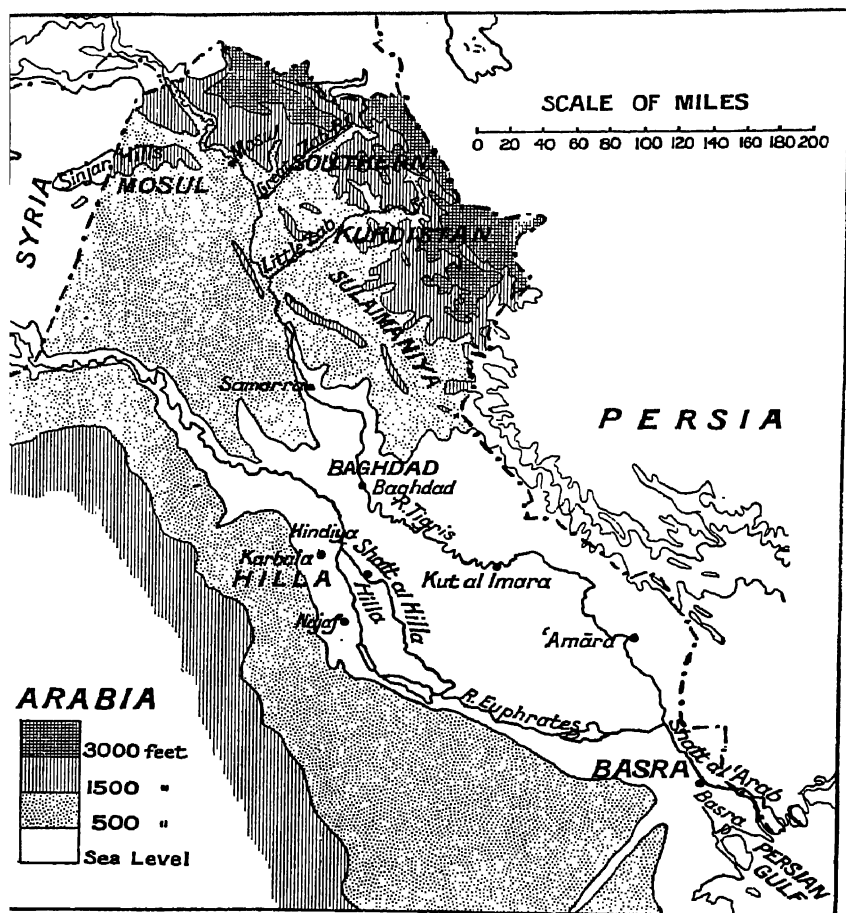 SCALE OF MILES
0 20 40 60 80 100 120 140 160 180 200
Mosul
Great Zab R.
SOUTHERN
Sinjar Hills
MOSUL
SYRIA
Little Zab
KURDISTAN
SULAIMANIYA
Samarra
PERSIA
BAGHDAD
Baghdad
R. Tigris
Hindiya
Karbala
HILLA
Shatt al Hilla
Hilla
Kut al Imara
Najaf
'Amāra
ARABIA
R. Euphrates
3000 feet
1500 "
500 "
Sea Level
BASRA
Shatt al 'Arab
Basra
PERSIAN
GULF